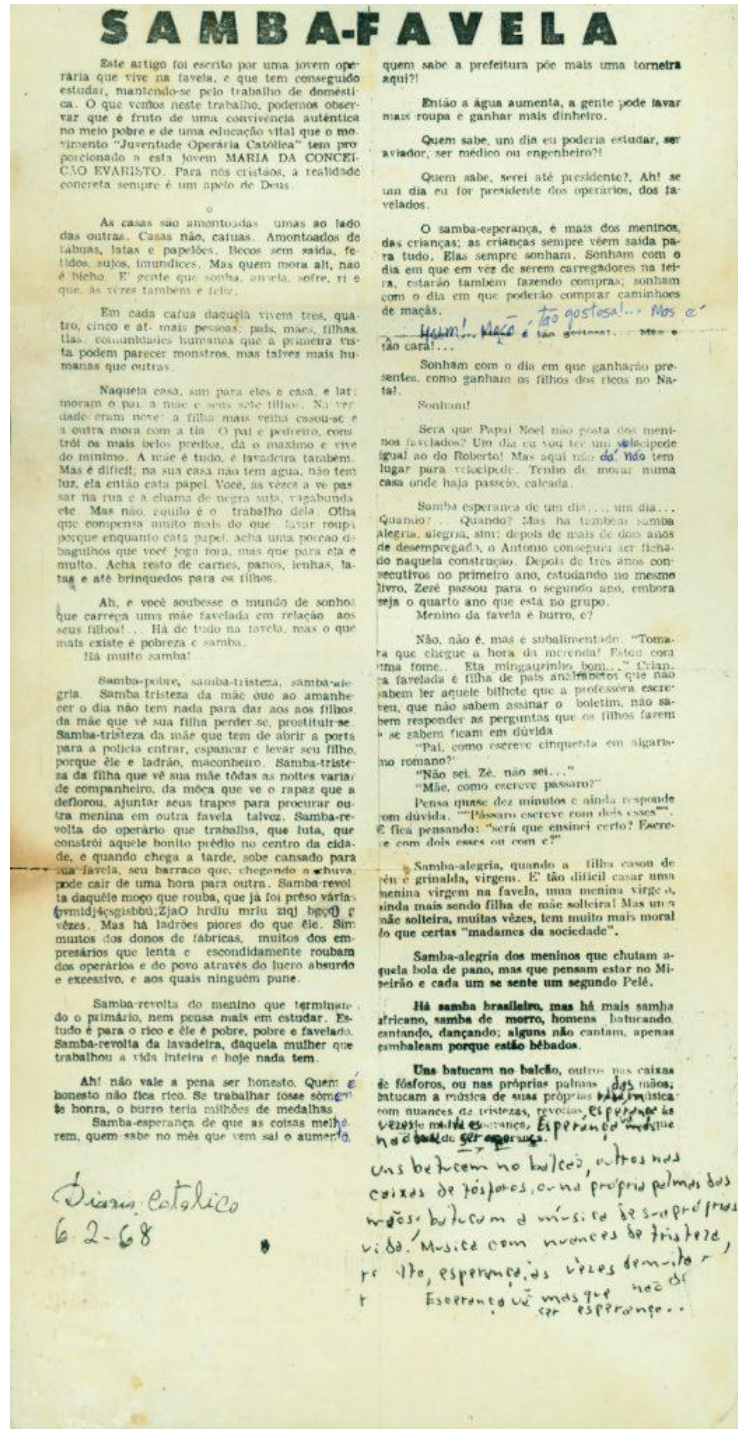 SAMBA-FAVELA
Este artigo foi escrito por uma jovem ope-
rária que vive na favela, e que tem conseguido
estudar, mantendo-se pelo trabalho de domésti-
ca. O que vemos neste trabalho, podemos obser-
var que é fruto de uma convivencia autêntica
no meio pobre e de uma educação vital que o mo-
vimento "Juventude Operária Católica" tem pro
porcionado a esta jovem MARIA DA CONCEI-
ÇÃO EVARISTO. Para nós cristãos, a realidade
concreta sempre é um apelo de Deus.
As casas são amontoadas umas ao lado
das outras. Casas não, cafuas. Amontoados de
tábuas, latas e papelões. Becos sem saida, fe-
tidos, sujos, imundices. Mas quem mora ali, não
é bicho. E' gente que sonha, anseia, sofre, ri e
que, às vêzes tambem é feliz.
Em cada cafua daquela vivem tres, qua-
tro, cinco e at- mais pessoas: pais, mães, filhas,
tias, comunidades humanas que à primeira vis-
ta podem parecer monstros, mas talvez mais hu-
manas que outras.
Naquela casa, sim para eles é casa, é lar:
moram o pai, a mãe e seus sete filhos. Na ver
dade eram nove: a filha mais velha casou-se e
a outra mora com a tia. O pai é pedreiro, cons-
trói os mais belos predios, dá o maximo e vive
do minimo. A mãe é tudo, é lavadeira também.
Mas é dificil, na sua casa não tem agua, não tem
luz, ela então cata papel. Você, às vêzes a ve pas-
sar na rua e a chama de negra suja, vagabunda
etc. Mas não, aquilo é o trabalho dela. Olha
que compensa muito mais do que lavar roupa
porque enquanto cata papel, acha uma porção de
bagulhos que você joga fora, mas que para ela é
muito. Acha resto de carnes, panos, lenhas, la-
tas e até brinquedos para os filhos.
Ah, e você soubesse o mundo de sonhos
que carrega uma mãe favelada em relação aos
seus filhos!... Há de tudo na favela, mas o que
mais existe é pobreza e samba.
Há muito samba!
Samba-pobre, samba-tristeza, samba-ale-
gria. Samba tristeza da mãe que ao amanhe-
cer o dia não tem nada para dar aos aos filhos.
da mãe que vê sua filha perder-se, prostituir-se.
Samba-tristeza da mãe que tem de abrir a porta
para a policia entrar, espancar e levar seu filho,
porque êle é ladrão, maconheiro. Samba-triste-
za da filha que vê sua mãe tôdas as noites variar
de companheiro, da môça que ve o rapaz que a
deflorou, ajuntar seus trapos para procurar ou-
tra menina em outra favela talvez. Samba-re-
volta do operário que trabalha, que luta, que
constrói aquele bonito prédio no centro da cida-
de, e quando chega a tarde, sobe cansado para
sua favela, seu barraco que, chegando a chuva,
pode cair de uma hora para outra. Samba-revol
ta daquêle moço que rouba, que já foi prêso várias
vêzes. Mas há ladrões piores do que êle. Sim
muitos dos donos de fábricas, muitos dos em-
presários que lenta e escondidamente roubam
dos operários e do povo através do lucro absurdo
e excessivo, e aos quais ninguém pune.
Samba-revolta do menino que terminan-
do o primário, nem pensa mais em estudar. Es-
tudo é para o rico e êle é pobre, pobre e favelado.
Samba-revolta da lavadeira, daquela mulher que
trabalhou a vida inteira e hoje nada tem.
Ah! não vale a pena ser honesto. Quem é
honesto não fica rico. Se trabalhar fosse sòmen
te honra, o burro teria milhões de medalhas
Samba-esperança de que as coisas melho
rem, quem sabe no mês que vem sai o aumento,
Diario Catolico
6-2-68
quem sabe a prefeitura põe mais uma torneira
aqui?!
Então a água aumenta, a gente pode lavar
mais roupa e ganhar mais dinheiro.
Quem sabe, um dia eu poderia estudar, ser
aviador, ser médico ou engenheiro?!
Quem sabe, serei até presidente?, Ah! se
um dia eu for presidente dos operários, dos fa-
velados.
O samba-esperança, é mais dos meninos,
das crianças; as crianças sempre vêem saída pa-
ra tudo. Elas sempre sonham. Sonham com o
dia em que em vez de serem carregadores na fei-
ra, estarão também fazendo compras; sonham
com o dia em que poderão comprar caminhões
de maçãs.
Hum! Maçã é tão gostosa!... Mas é
tão cara!...
Sonham com o dia em que ganharão pre-
sentes, como ganham os filhos dos ricos no Na-
tal.
Sonham!
Sera que Papai Noel não gosta dos meni-
nos favelados? Um dia eu vou ter um velocipede
igual ao do Roberto! Mas aqui não dá não tem
lugar para velocipede. Tenho de morar numa
casa onde haja passeio, calçada.
Samba esperança de um dia..., um dia...
Quando?... Quando? Mas ha tambem samba
alegria, alegria, sim: depois de mais de dois anos
de desempregado, o Antonio conseguiu ser ficha-
do naquela construção. Depois de tres anos con-
secutivos no primeiro ano, estudando no mesmo
livro, Zezé passou para o segundo ano, embora
seja o quarto ano que está no grupo.
Menino da favela é burro, é?
Não, não é, mas é subalimentado. "Toma-
ra que chegue a hora da merenda! Estou com
uma fome.. Eta mingauzinho bom..." Crian.
ça favelada é filha de pais analfabetos que não
sabem ler aquele bilhete que a professôra escre-
veu, que não sabem assinar o boletim, não sa-
bem responder as perguntas que os filhos fazem
e se sabem ficam em dúvida
"Pai, como escreve cinquenta em algaris-
mo romano?"
"Não sei, Zé, não sei..."
"Mãe, como escreve pássaro?"
Pensa quase dez minutos e ainda responde
com dúvida. ""Pássaro escreve com dois esses"".
E fica pensando: "será que ensinei certo? Escre-
ve com dois esses ou com ç?"
Samba-alegria, quando a filha casou de
véu e grinalda, virgem. E' tão dificil casar uma
menina virgem na favela, uma menina virgem,
ainda mais sendo filha de mãe solteira! Mas uma
mãe solteira, muitas vêzes, tem muito mais moral
do que certas "madames da sociedade".
Samba-alegria dos meninos que chutam a-
quela bola de pano, mas que pensam estar no Mi-
neirão e cada um se sente um segundo Pelé.
Há samba brasileiro, mas há mais samba
africano, samba de morro, homens batucando
cantando, dançando; alguns não cantam, apenas
cambaleam porque estão bêbados.
Uns batucam no balcão, outros nas caixas
de fósforos, ou nas próprias palmas das mãos;
batucam a música de suas próprias música
com nuances de tristezas, revoltas, esperança às
vezes Esperança
ser esperança.
uns batucam no balcão, outros nas
caixas de fósforos, ou na própria palmas das
mãos, batucam a música de sua próprias
vida. Musica com nuances de tristeza,
esperança, às vezes demuito
Esperança vã mas que não dê
ser esperança..